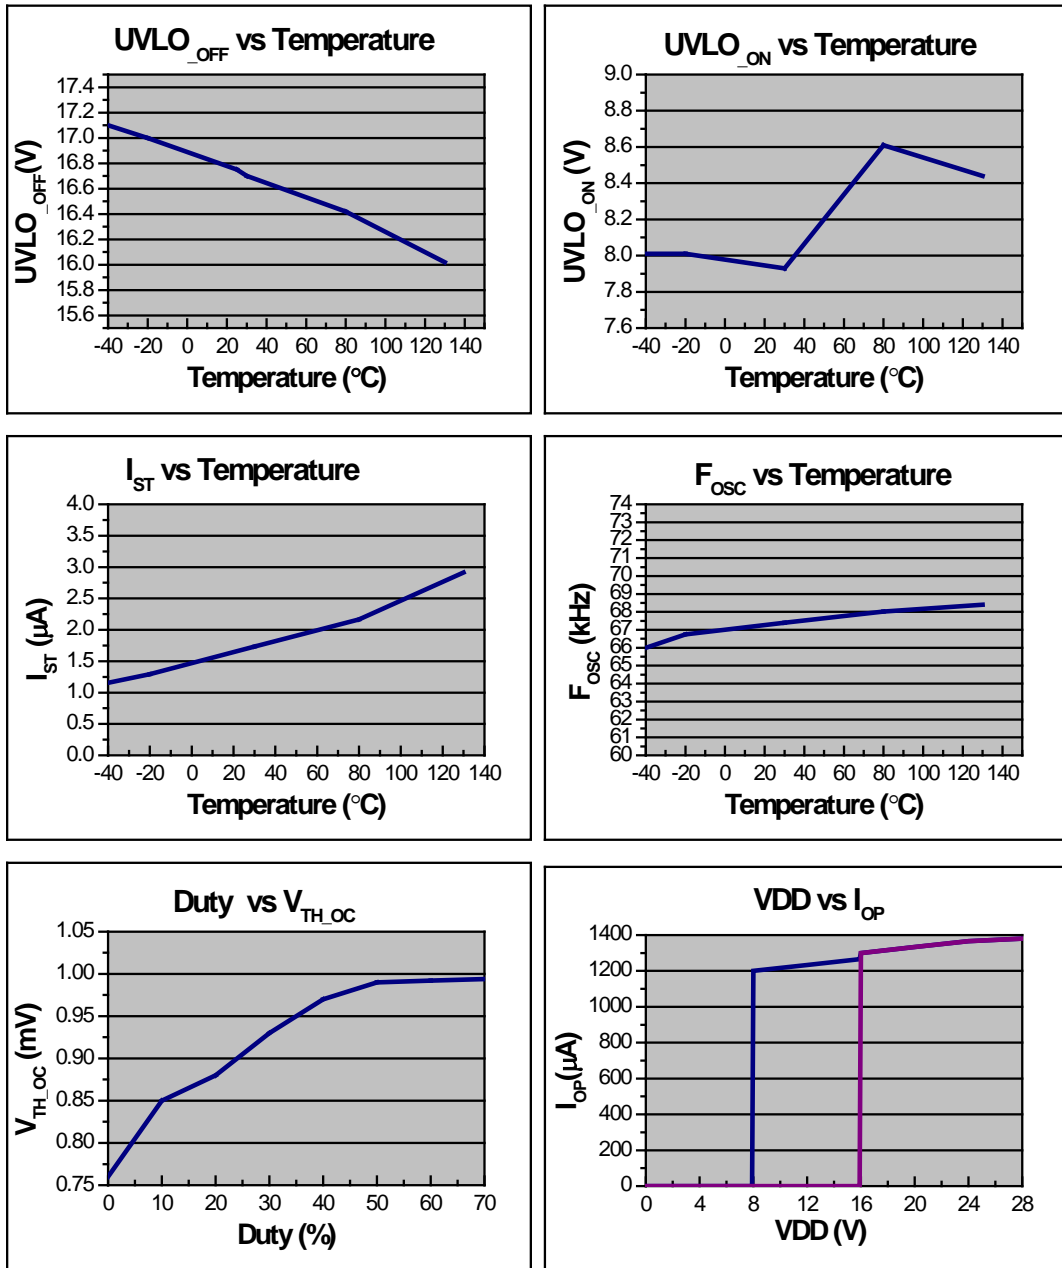 UVLO_OFF vs Temperature
17.4
17.2
17.0
16.8
16.6
16.4
16.2
16.0
15.8
15.6
UVLO_OFF (V)
-40 -20 0 20 40 60 80 100 120 140
Temperature (°C)
UVLO_ON vs Temperature
9.0
8.8
8.6
8.4
8.2
8.0
7.8
7.6
UVLO_ON (V)
-40 -20 0 20 40 60 80 100 120 140
Temperature (°C)
I_ST vs Temperature
4.0
3.5
3.0
2.5
2.0
1.5
1.0
0.5
0.0
I_ST (µA)
-40 -20 0 20 40 60 80 100 120 140
Temperature (°C)
F_OSC vs Temperature
74
73
72
71
70
69
68
67
66
65
64
63
62
61
60
F_OSC (kHz)
-40 -20 0 20 40 60 80 100 120 140
Temperature (°C)
Duty vs V_TH_OC
1.05
1.00
0.95
0.90
0.85
0.80
0.75
V_TH_OC (mV)
0 10 20 30 40 50 60 70
Duty (%)
VDD vs I_OP
1400
1200
1000
800
600
400
200
0
I_OP(µA)
0 4 8 12 16 20 24 28
VDD (V)